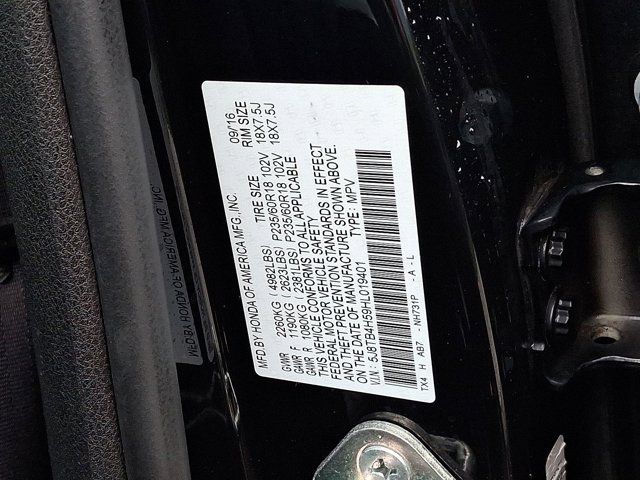 MFD.BY HONDA OF AMERICA MFG.,INC. 09/16
TIRE SIZE RIM SIZE
GVWR 2260KG (4982LBS)
GAWR F 1190KG (2623LBS) P235/60R18 102V 18X7.5J
GAWR R 1080KG (2381LBS) P235/60R18 102V 18X7.5J
THIS VEHICLE CONFORMS TO ALL APPLICABLE
FEDERAL MOTOR VEHICLE SAFETY
AND THEFT PREVENTION STANDARDS IN EFFECT
ON THE DATE OF MANUFACTURE SHOWN ABOVE.
V.I.N.: 5J8TB4H59HL019401 TYPE: MPV
TX4 H AB7 -NH731P -A-L